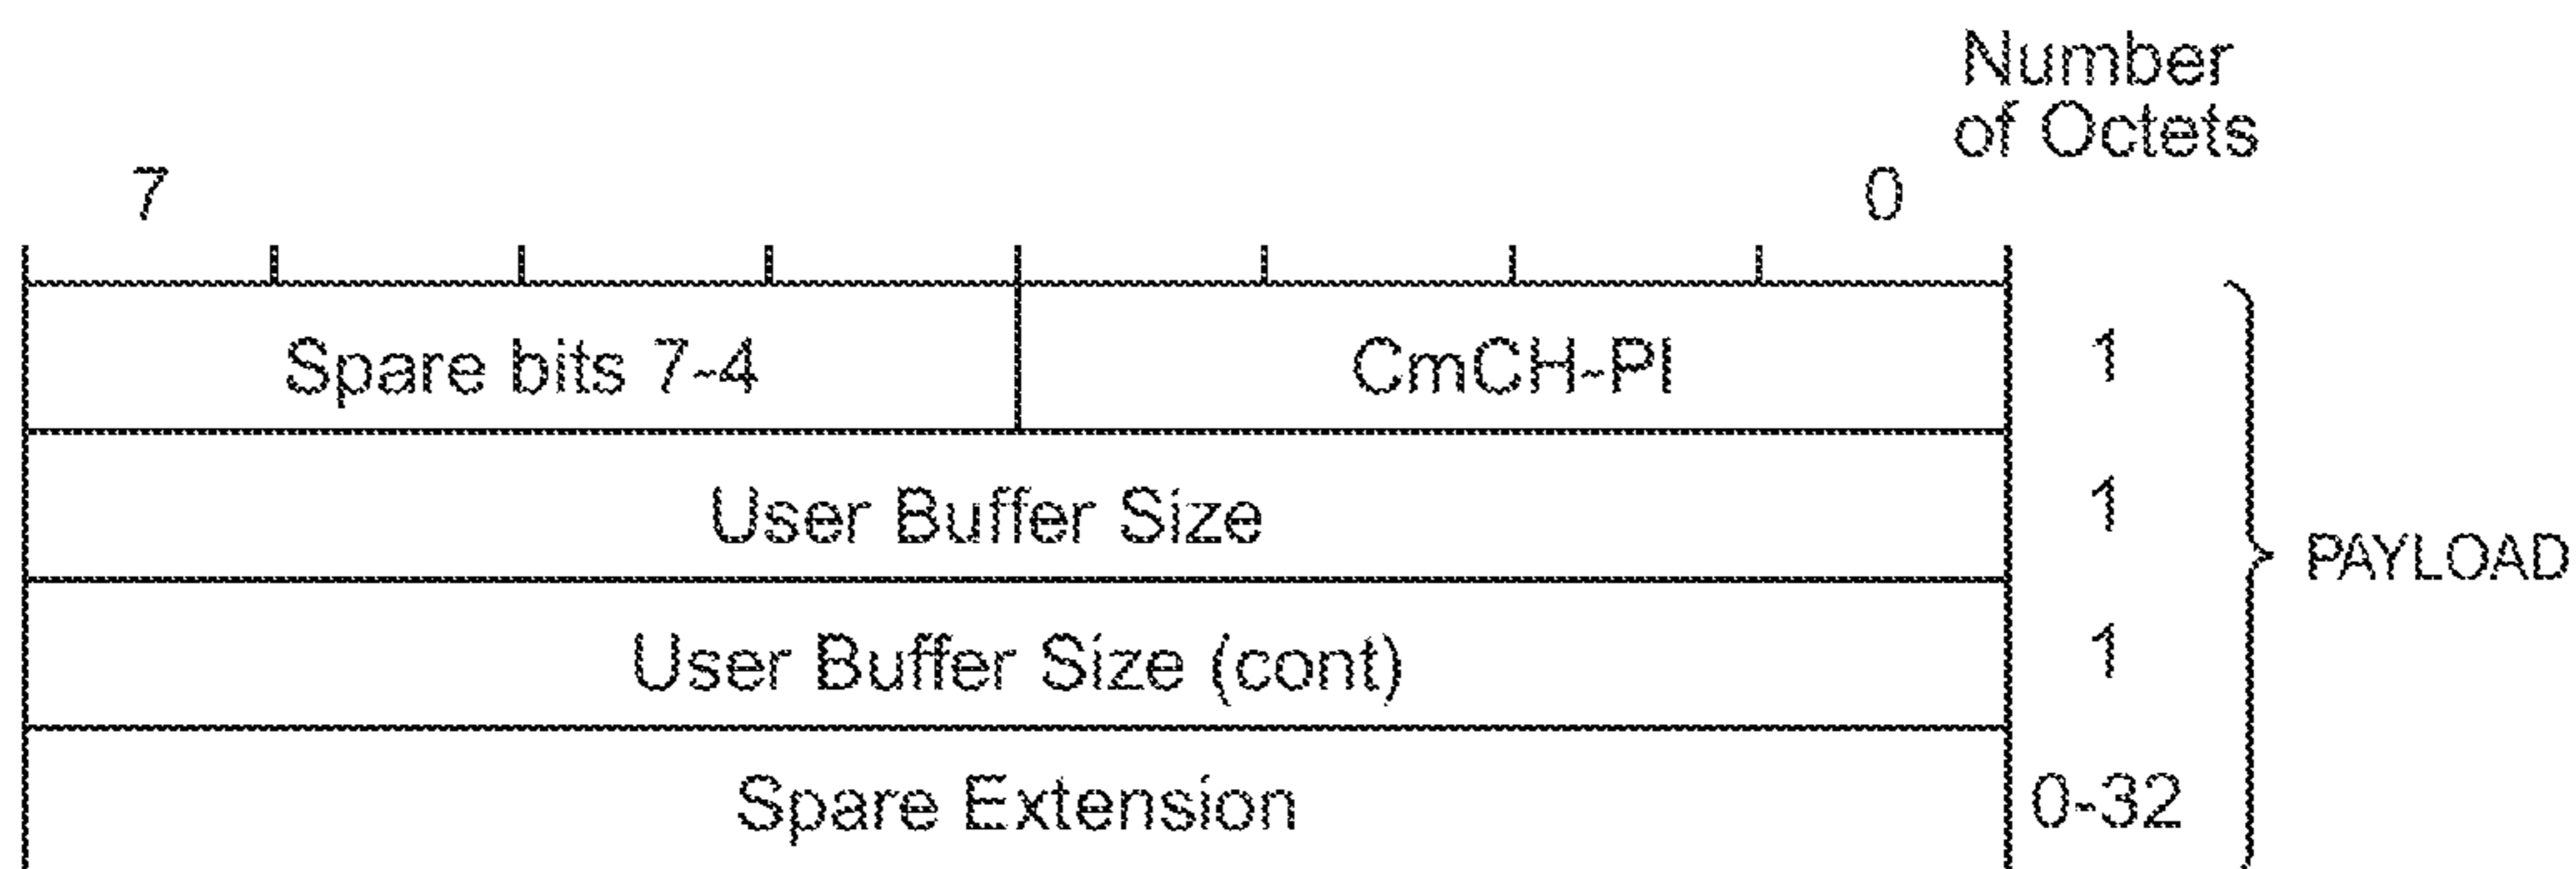 Number
of Octets
7 0
Spare bits 7-4 CmCH-PI 1
User Buffer Size 1
User Buffer Size (cont) 1
Spare Extension 0-32
PAYLOAD